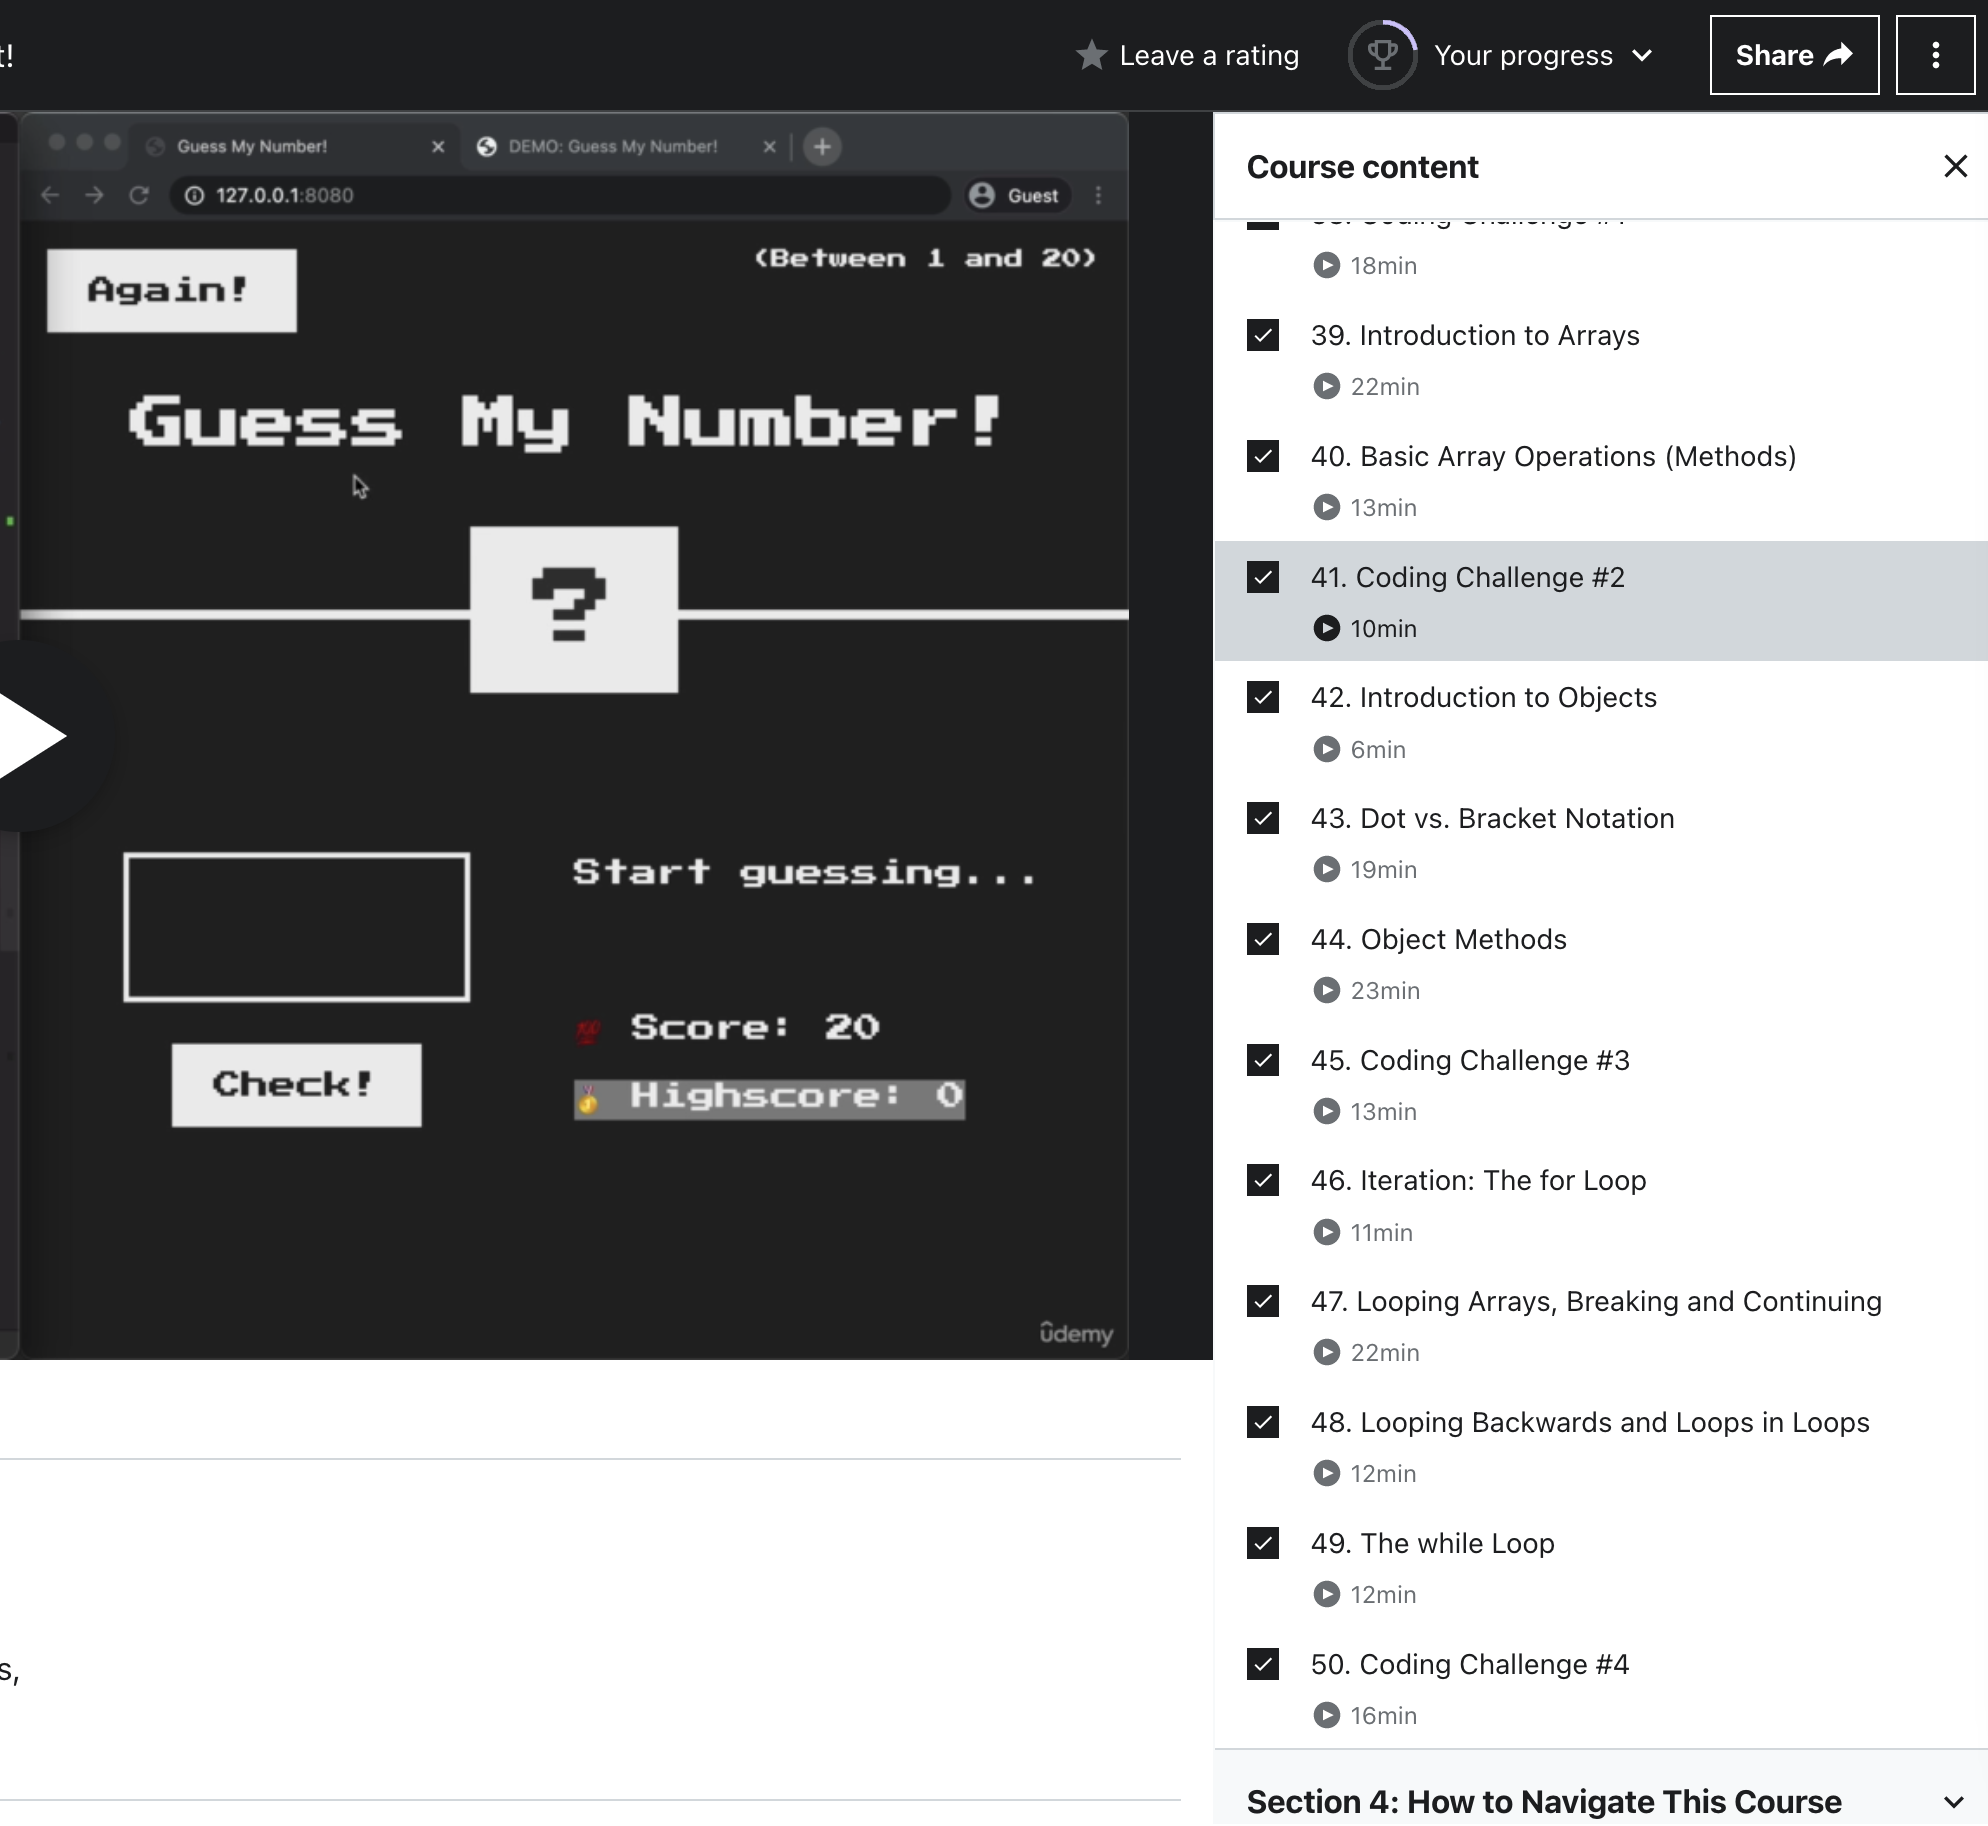 t!
Leave a rating
Your progress
Share
Guess My Number!
DEMO: Guess My Number!
127.0.0.1:8080
Guest
Again!
(Between 1 and 20)
Guess My Number!
?
Start guessing...
💯 Score: 20
🥇 Highscore: 0
Check!
udemy
s,
Course content
38. Coding Challenge #1
18min
39. Introduction to Arrays
22min
40. Basic Array Operations (Methods)
13min
41. Coding Challenge #2
10min
42. Introduction to Objects
6min
43. Dot vs. Bracket Notation
19min
44. Object Methods
23min
45. Coding Challenge #3
13min
46. Iteration: The for Loop
11min
47. Looping Arrays, Breaking and Continuing
22min
48. Looping Backwards and Loops in Loops
12min
49. The while Loop
12min
50. Coding Challenge #4
16min
Section 4: How to Navigate This Course